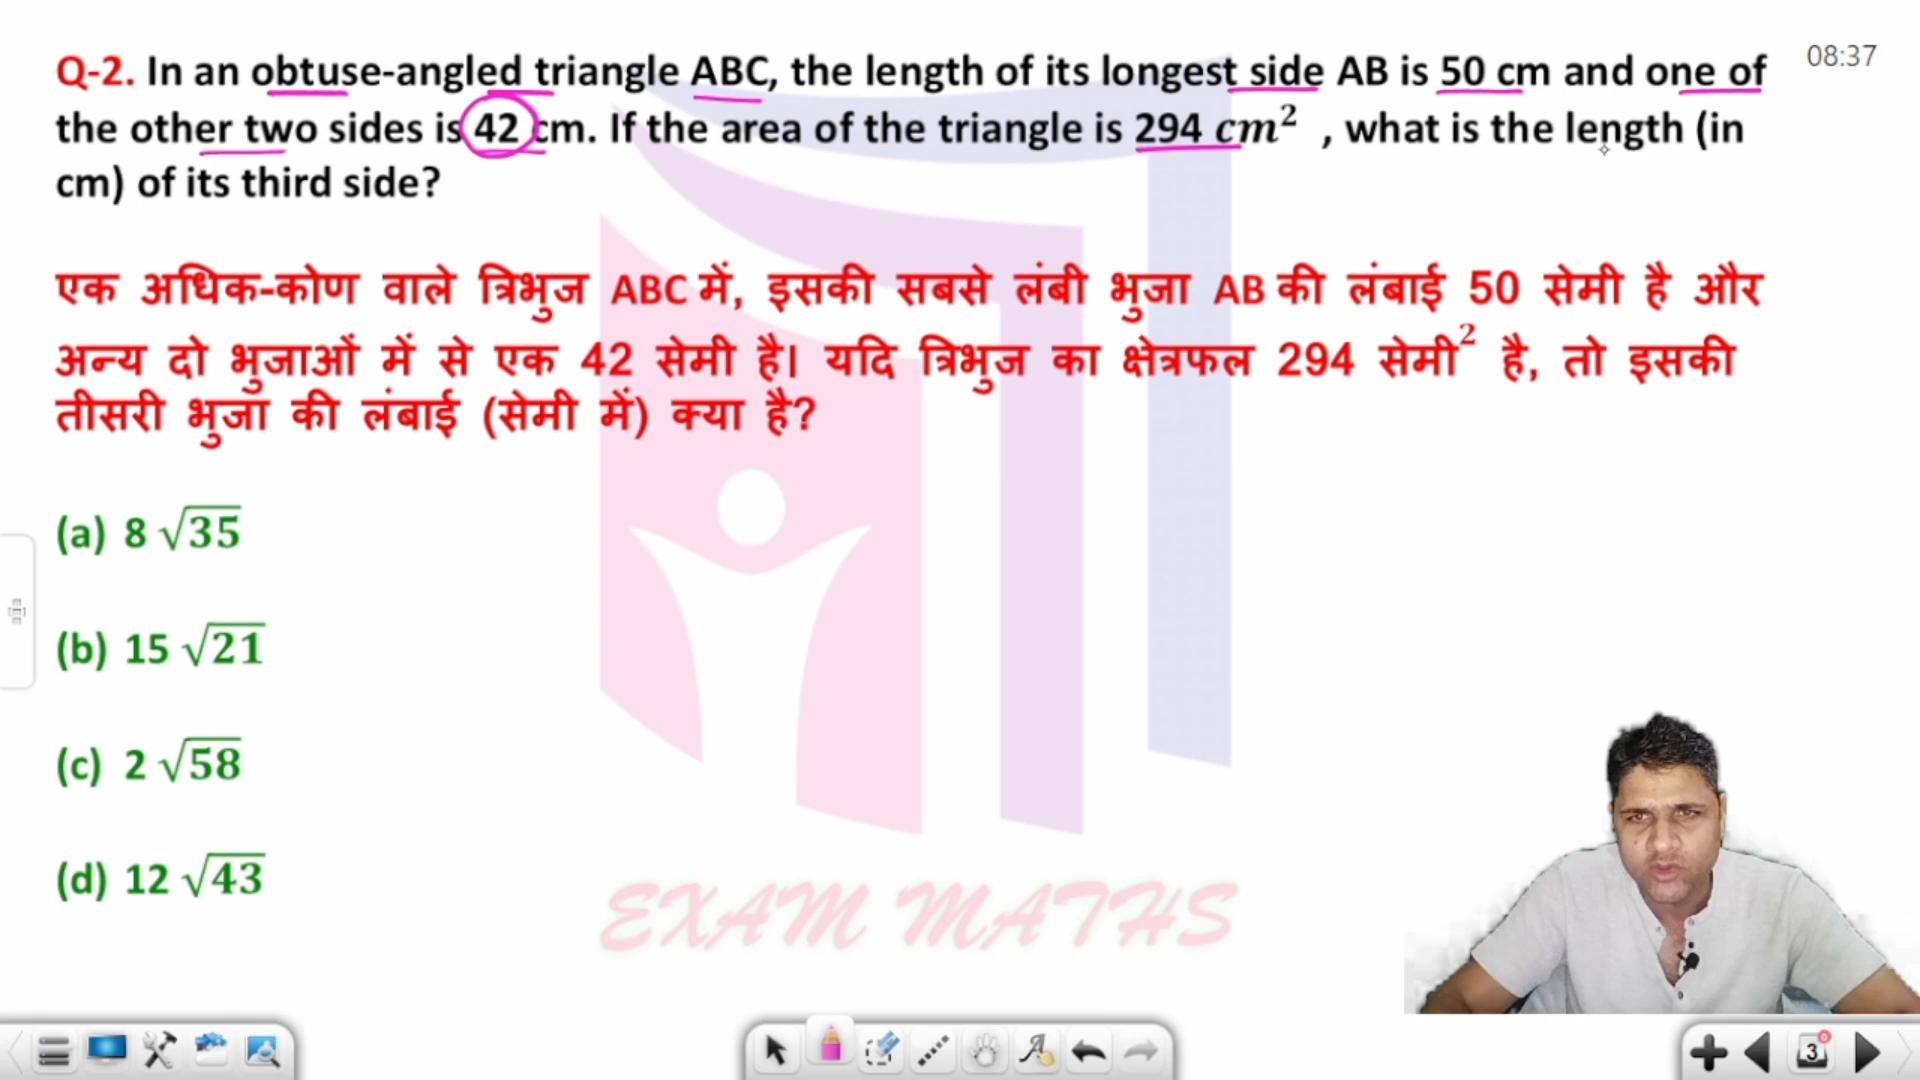 Q-2. In an obtuse-angled triangle ABC, the length of its longest side AB is 50 cm and one of
the other two sides is 42 cm. If the area of the triangle is 294 cm² , what is the length (in
cm) of its third side?
08:37
एक अधिक-कोण वाले त्रिभुज ABC में, इसकी सबसे लंबी भुजा AB की लंबाई 50 सेमी है और
अन्य दो भुजाओं में से एक 42 सेमी है। यदि त्रिभुज का क्षेत्रफल 294 सेमी² है, तो इसकी
तीसरी भुजा की लंबाई (सेमी में) क्या है?
(a) 8 √35
(b) 15 √21
(c) 2 √58
(d) 12 √43
EXAM MATHS
3
0